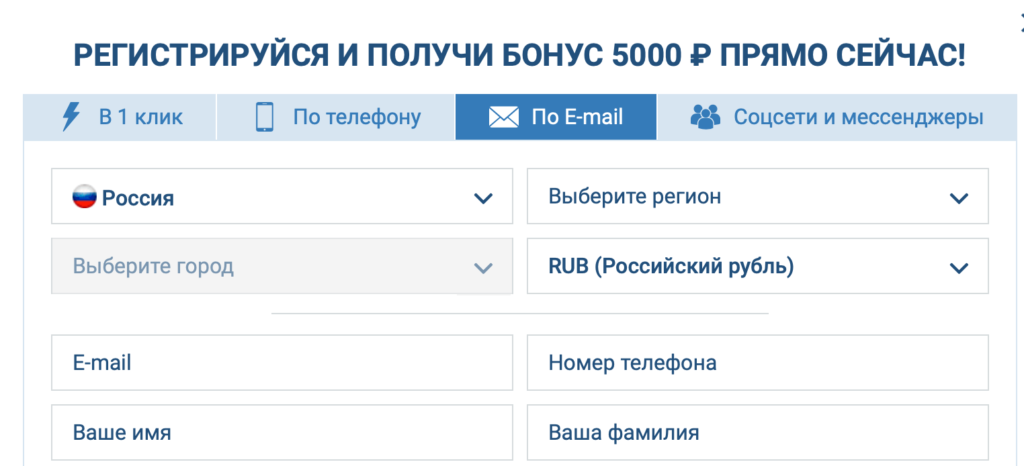 РЕГИСТРИРУЙСЯ И ПОЛУЧИ БОНУС 5000 ₽ ПРЯМО СЕЙЧАС!
В 1 клик По телефону По E-mail Соцсети и мессенджеры
Россия Выберите регион
Выберите город RUB (Российский рубль)
E-mail Номер телефона
Ваше имя Ваша фамилия